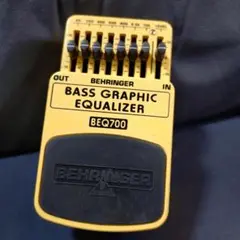 OUT
BEHRINGER
IN
BASS GRAPHIC
EQUALIZER
BEQ700
BEHRINGER